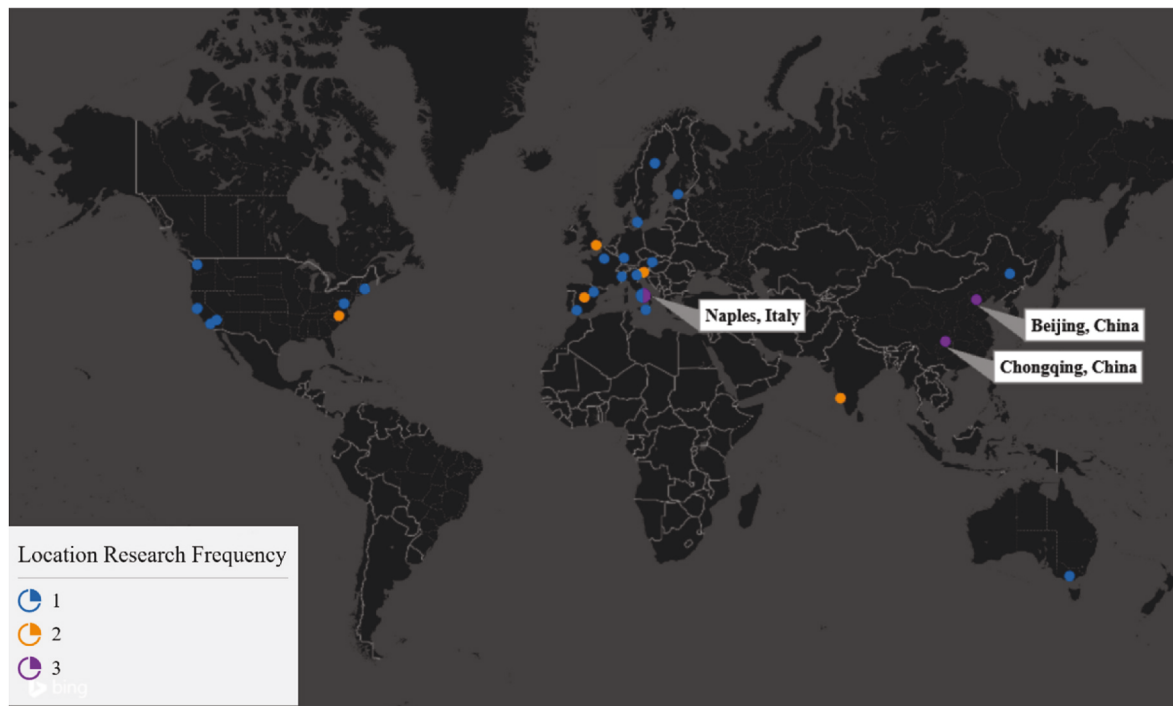 Naples, Italy
Beijing, China
Chongqing, China
Location Research Frequency
1
2
3
bing